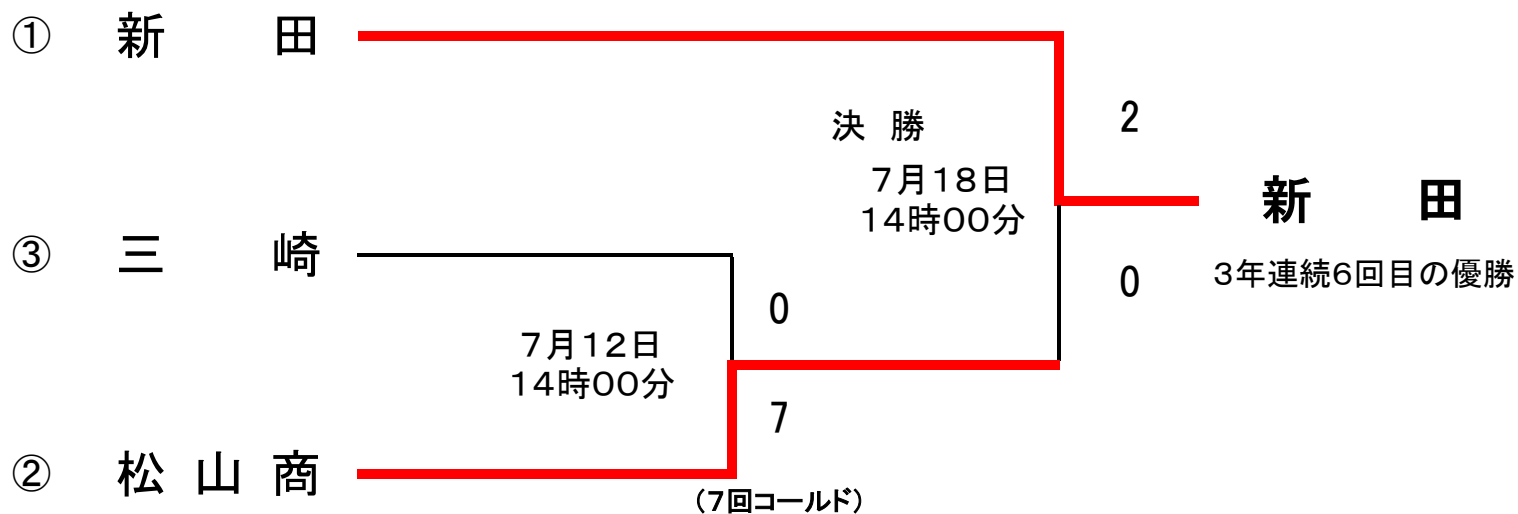 ① 新 田
決 勝
2
7月18日
14時00分
新 田
3年連続6回目の優勝
0
③ 三 崎
0
7月12日
14時00分
7
② 松 山 商
(7回コールド)